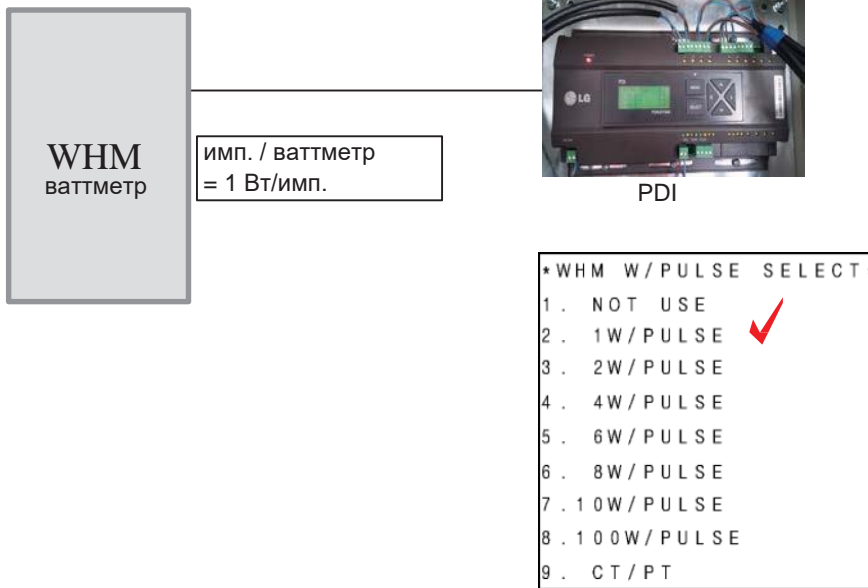 WHM
ваттметр
имп. / ваттметр
= 1 Вт/имп.
LG
PDI
*WHM W/PULSE SELECT
1. NOT USE
2. 1W/PULSE
3. 2W/PULSE
4. 4W/PULSE
5. 6W/PULSE
6. 8W/PULSE
7.10W/PULSE
8.100W/PULSE
9. CT/PT